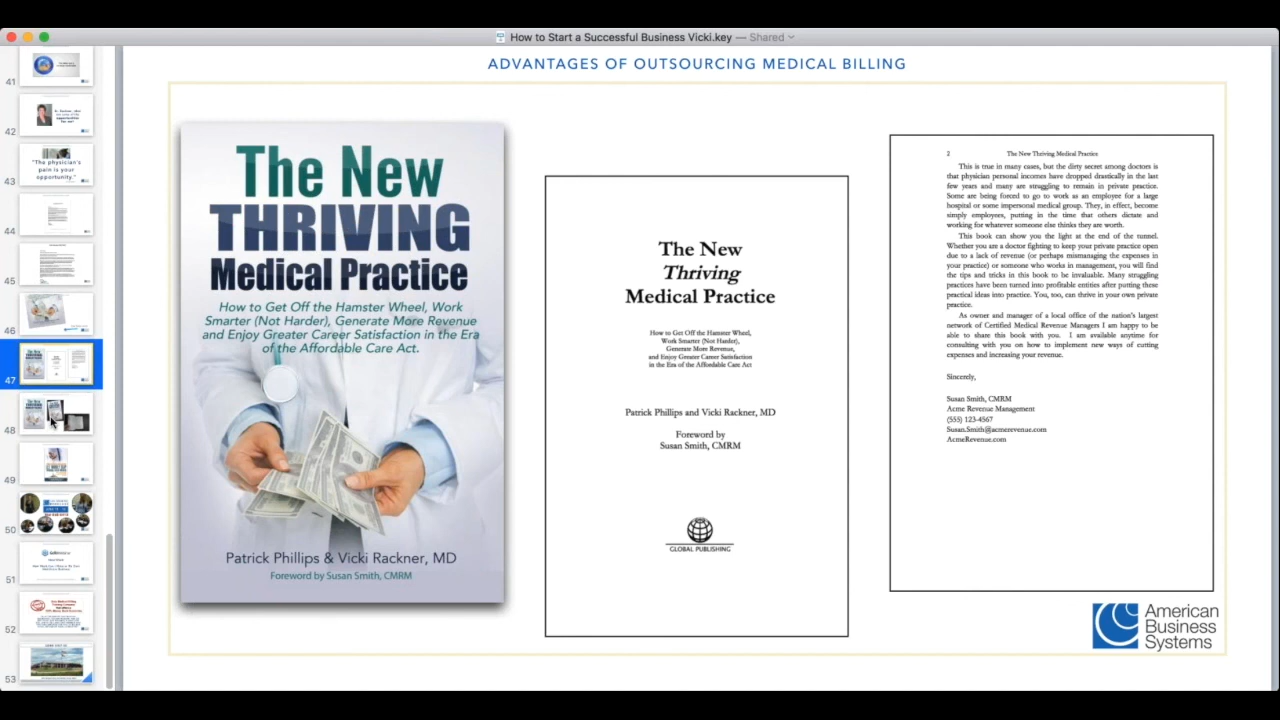 How to Start a Successful Business Vicki.key — Shared
41
42
43
"The physician's
pain is your
opportunity."
44
45
46
47
48
49
50
51
52
53
ADVANTAGES OF OUTSOURCING MEDICAL BILLING
The New
THRIVING
Medical Practice
How to Get Off the Hamster Wheel, Work
Smarter (Not Harder), Generate More Revenue
and Enjoy Greater Career Satisfaction in the Era
of the Affordable Care Act.
Patrick Phillips & Vicki Rackner, MD
Foreword by Susan Smith, CMRM
The New
Thriving
Medical Practice
How to Get Off the Hamster Wheel,
Work Smarter (Not Harder),
Generate More Revenue,
and Enjoy Greater Career Satisfaction
in the Era of the Affordable Care Act
Patrick Phillips and Vicki Rackner, MD
Foreword by
Susan Smith, CMRM
GLOBAL PUBLISHING
2 The New Thriving Medical Practice
This is true in many cases, but the dirty secret among doctors is
that physician personal incomes have dropped drastically in the last
few years and many are struggling to remain in private practice.
Some are being forced to go to work as an employee for a large
hospital or some impersonal medical group. They, in effect, become
simply employees, putting in the time that others dictate and
working for whatever someone else thinks they are worth.
This book can show you the light at the end of the tunnel.
Whether you are a doctor fighting to keep your private practice open
due to a lack of revenue (or perhaps mismanaging the expenses in
your practice) or someone who works in management, you will find
the tips and tricks in this book to be invaluable. Many struggling
practices have been turned into profitable entities after putting these
practical ideas into practice. You, too, can thrive in your own private
practice.
As owner and manager of a local office of the nation's largest
network of Certified Medical Revenue Managers I am happy to be
able to share this book with you. I am available anytime for
consulting with you on how to implement new ways of cutting
expenses and increasing your revenue.
Sincerely,
Susan Smith, CMRM
Acme Revenue Management
(555) 123-4567
Susan.Smith@acmerevenue.com
AcmeRevenue.com
American
Business
Systems